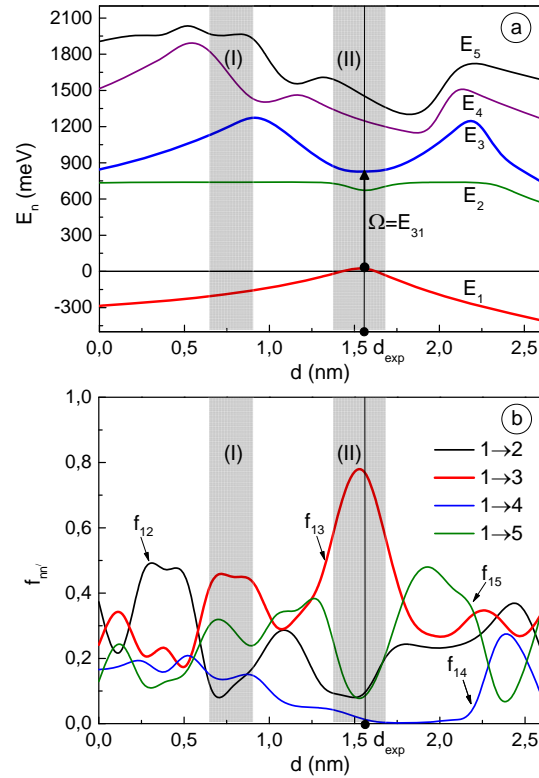 2100
1800
1500
1200
900
600
300
0
-300
E_n (meV)
(I)
(II)
a
E_5
E_4
E_3
E_2
Ω=E_31
E_1
0,0
0,5
1,0
1,5
2,0
2,5
d_exp
d (nm)
1,0
0,8
0,6
0,4
0,2
0,0
f_nn/
(I)
(II)
b
1→2
1→3
1→4
1→5
f_12
f_13
f_15
f_14
0,0
0,5
1,0
1,5
2,0
2,5
d_exp
d (nm)